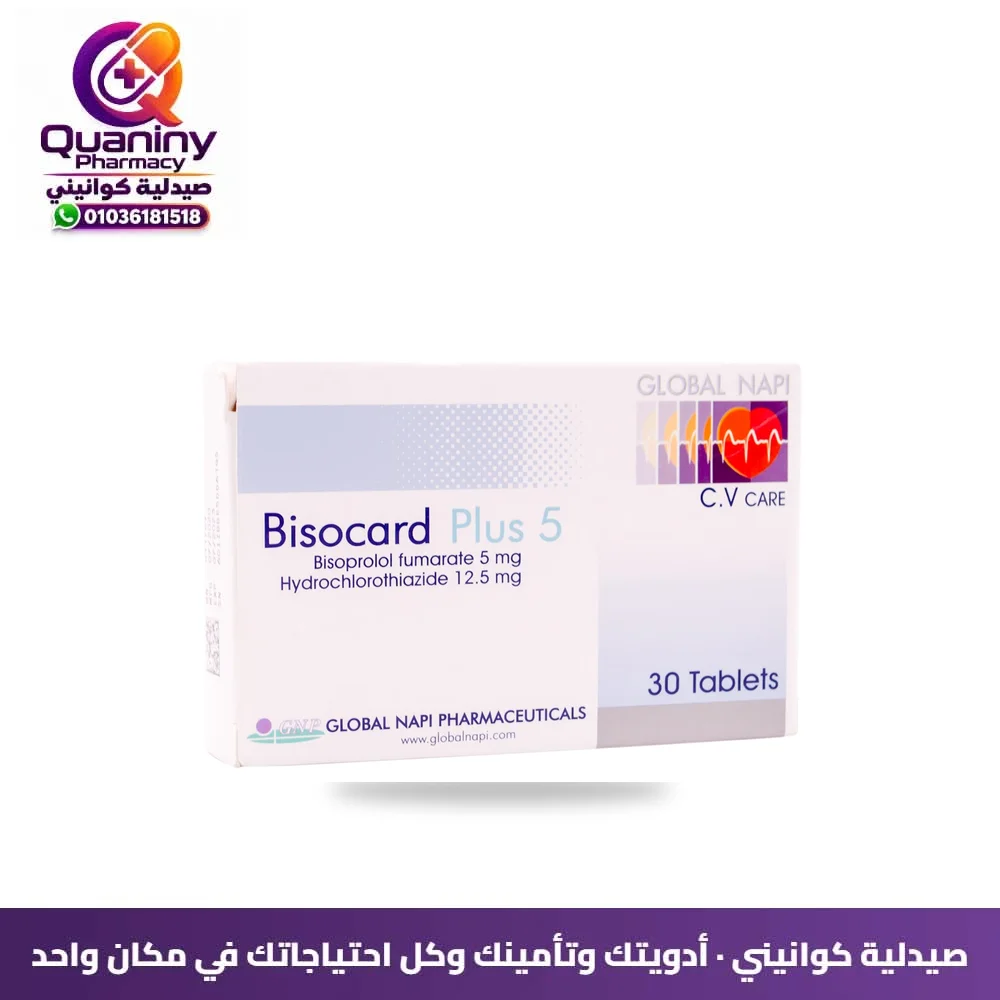 Quaniny
Pharmacy
صيدلية كوانيني
01036181518
GLOBAL NAPI
C.V CARE
Bisocard Plus 5
Bisoprolol fumarate 5 mg
Hydrochlorothiazide 12.5 mg
30 Tablets
GNP GLOBAL NAPI PHARMACEUTICALS
www.globalnapi.com
صيدلية كوانيني · أدويتك وتأمينك وكل احتياجاتك في مكان واحد